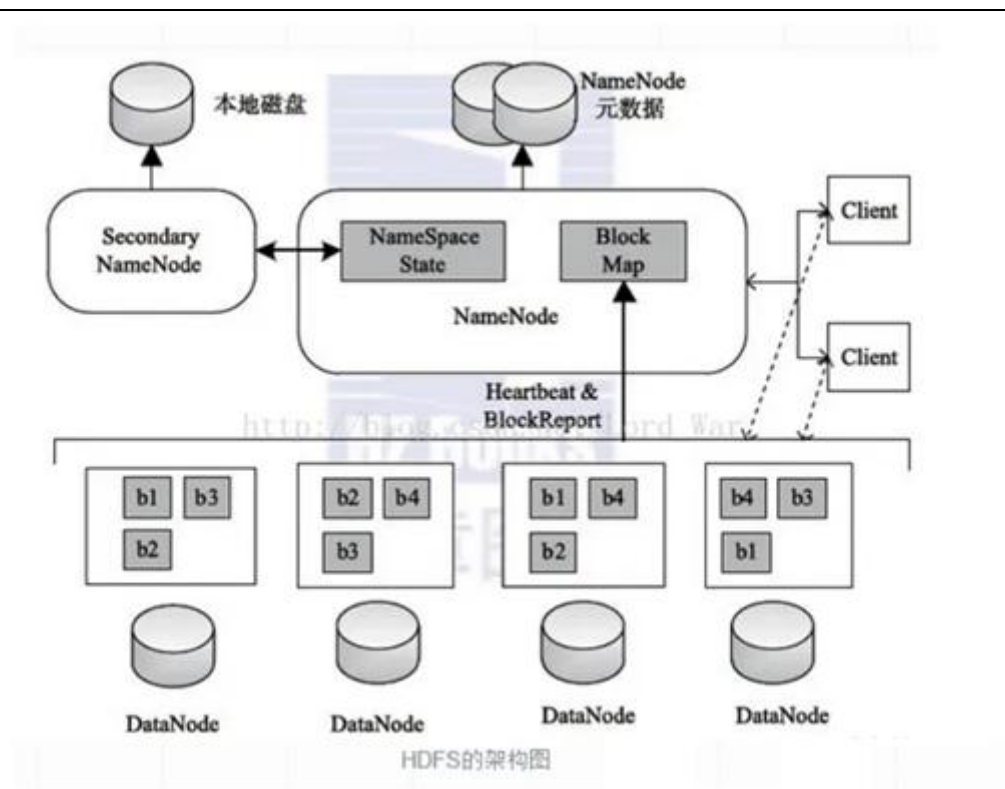 本地磁盘
NameNode
元数据
Secondary
NameNode
NameSpace
State
Block
Map
NameNode
Client
Client
Heartbeat &
BlockReport
b1 b3
b2
b2 b4
b3
b1 b4
b2
b4 b3
b1
DataNode
DataNode
DataNode
DataNode
HDFS的架构图